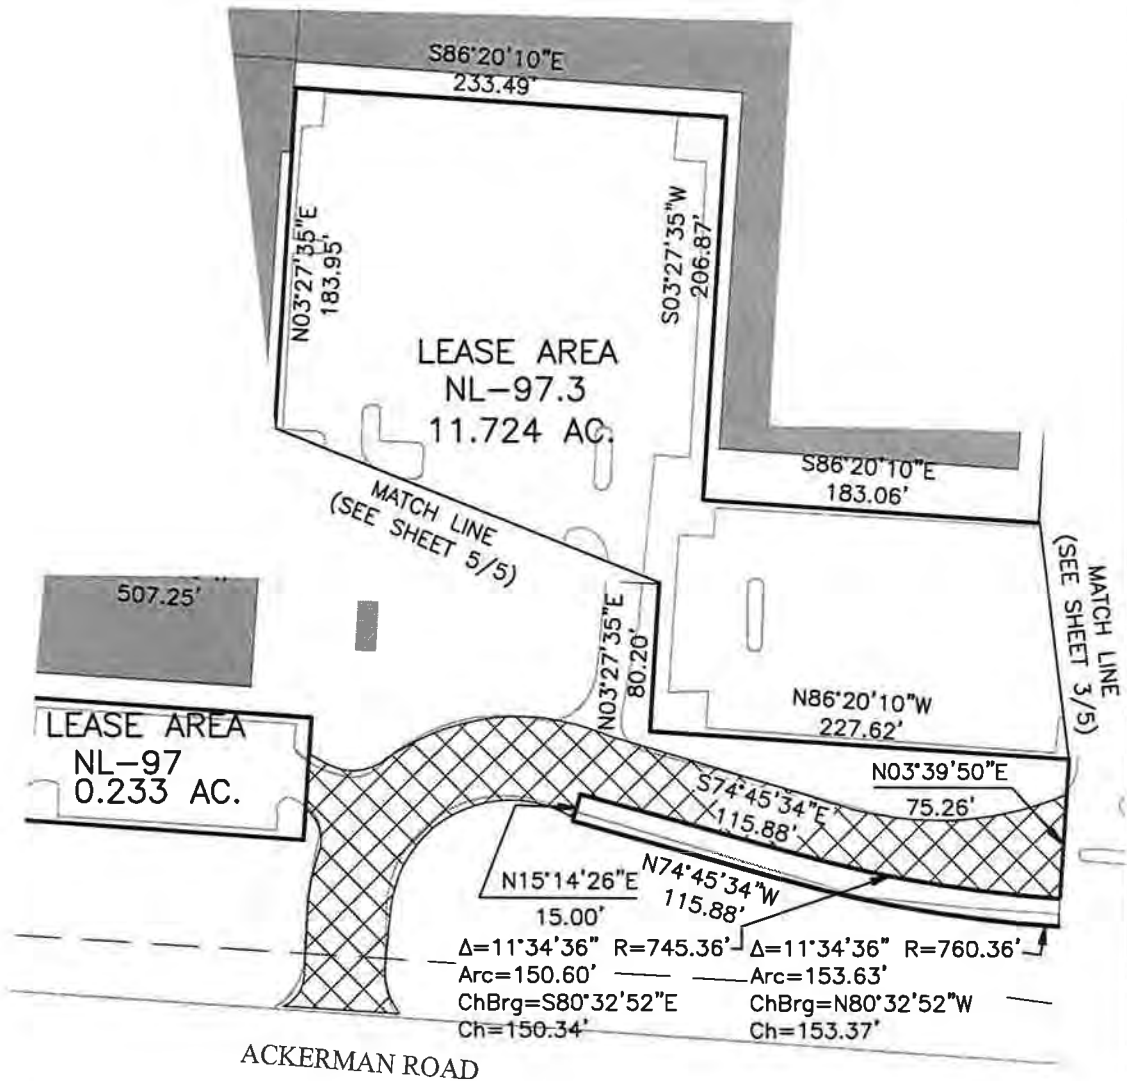 S86°20'10"E
233.49'
N03°27'35"E
183.95'
S03°27'35"W
206.87'
LEASE AREA
NL-97.3
11.724 AC.
MATCH LINE
(SEE SHEET 5/5)
S86°20'10"E
183.06'
MATCH LINE
(SEE SHEET 3/5)
507.25'
N03°27'35"E
80.20'
N86°20'10"W
227.62'
LEASE AREA
NL-97
0.233 AC.
N03°39'50"E
75.26'
S74°45'34"E
115.88'
N15°14'26"E
15.00'
N74°45'34"W
115.88'
Δ=11°34'36" R=745.36'
Arc=150.60'
ChBrg=S80°32'52"E
Ch=150.34'
Δ=11°34'36" R=760.36'
Arc=153.63'
ChBrg=N80°32'52"W
Ch=153.37'
ACKERMAN ROAD